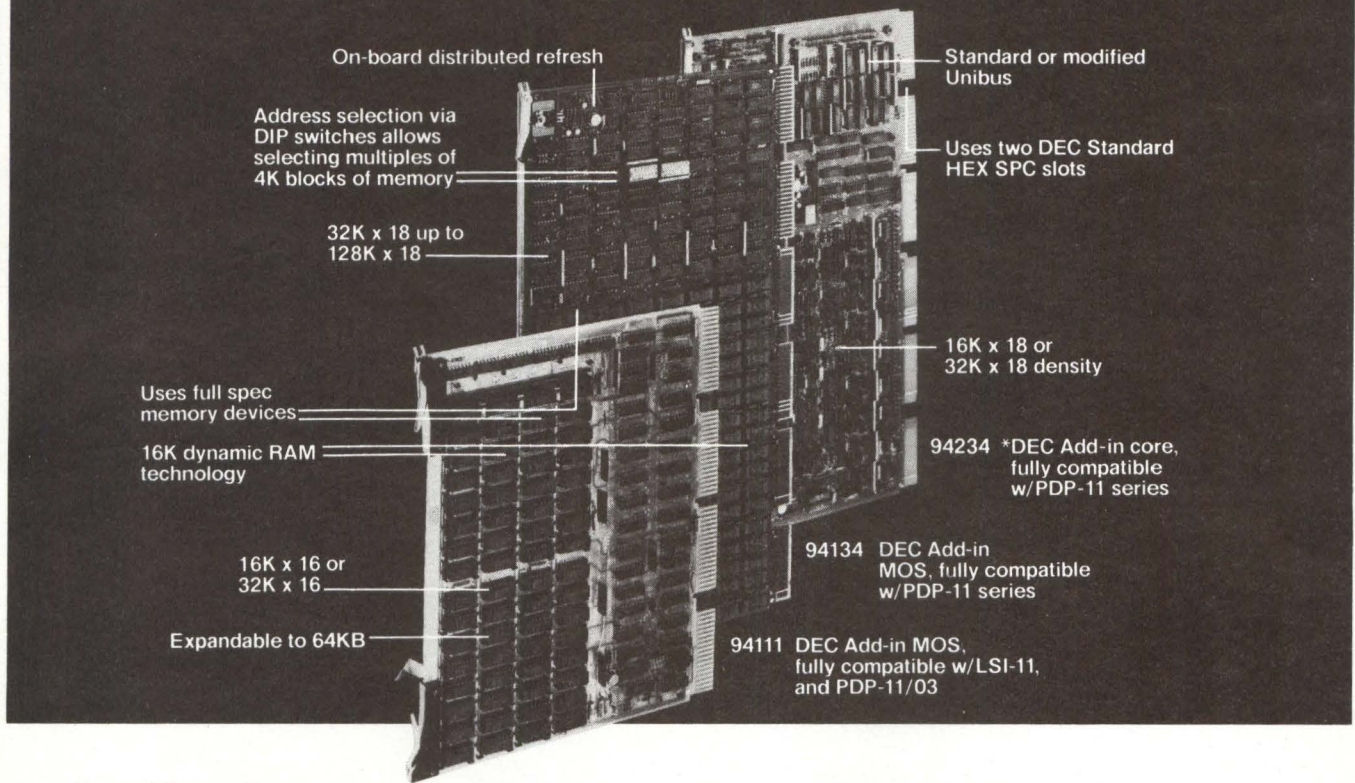 On-board distributed refresh
Address selection via
DIP switches allows
selecting multiples of
4K blocks of memory
32K x 18 up to
128K x 18
Uses full spec
memory devices
16K dynamic RAM
technology
16K x 16 or
32K x 16
Expandable to 64KB
Standard or modified
Unibus
Uses two DEC Standard
HEX SPC slots
16K x 18 or
32K x 18 density
94234 *DEC Add-in core,
fully compatible
w/PDP-11 series
94134 DEC Add-in
MOS, fully compatible
w/PDP-11 series
94111 DEC Add-in MOS,
fully compatible w/LSI-11,
and PDP-11/03